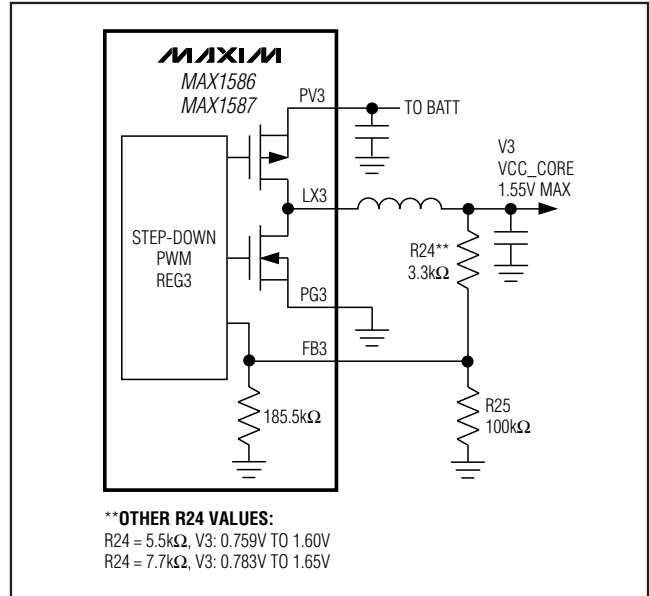 MAXIM
MAX1586
MAX1587
PV3
TO BATT
V3
VCC_CORE
1.55V MAX
LX3
STEP-DOWN
PWM
REG3
R24**
3.3kΩ
PG3
FB3
185.5kΩ
R25
100kΩ
**OTHER R24 VALUES:
R24 = 5.5kΩ, V3: 0.759V TO 1.60V
R24 = 7.7kΩ, V3: 0.783V TO 1.65V